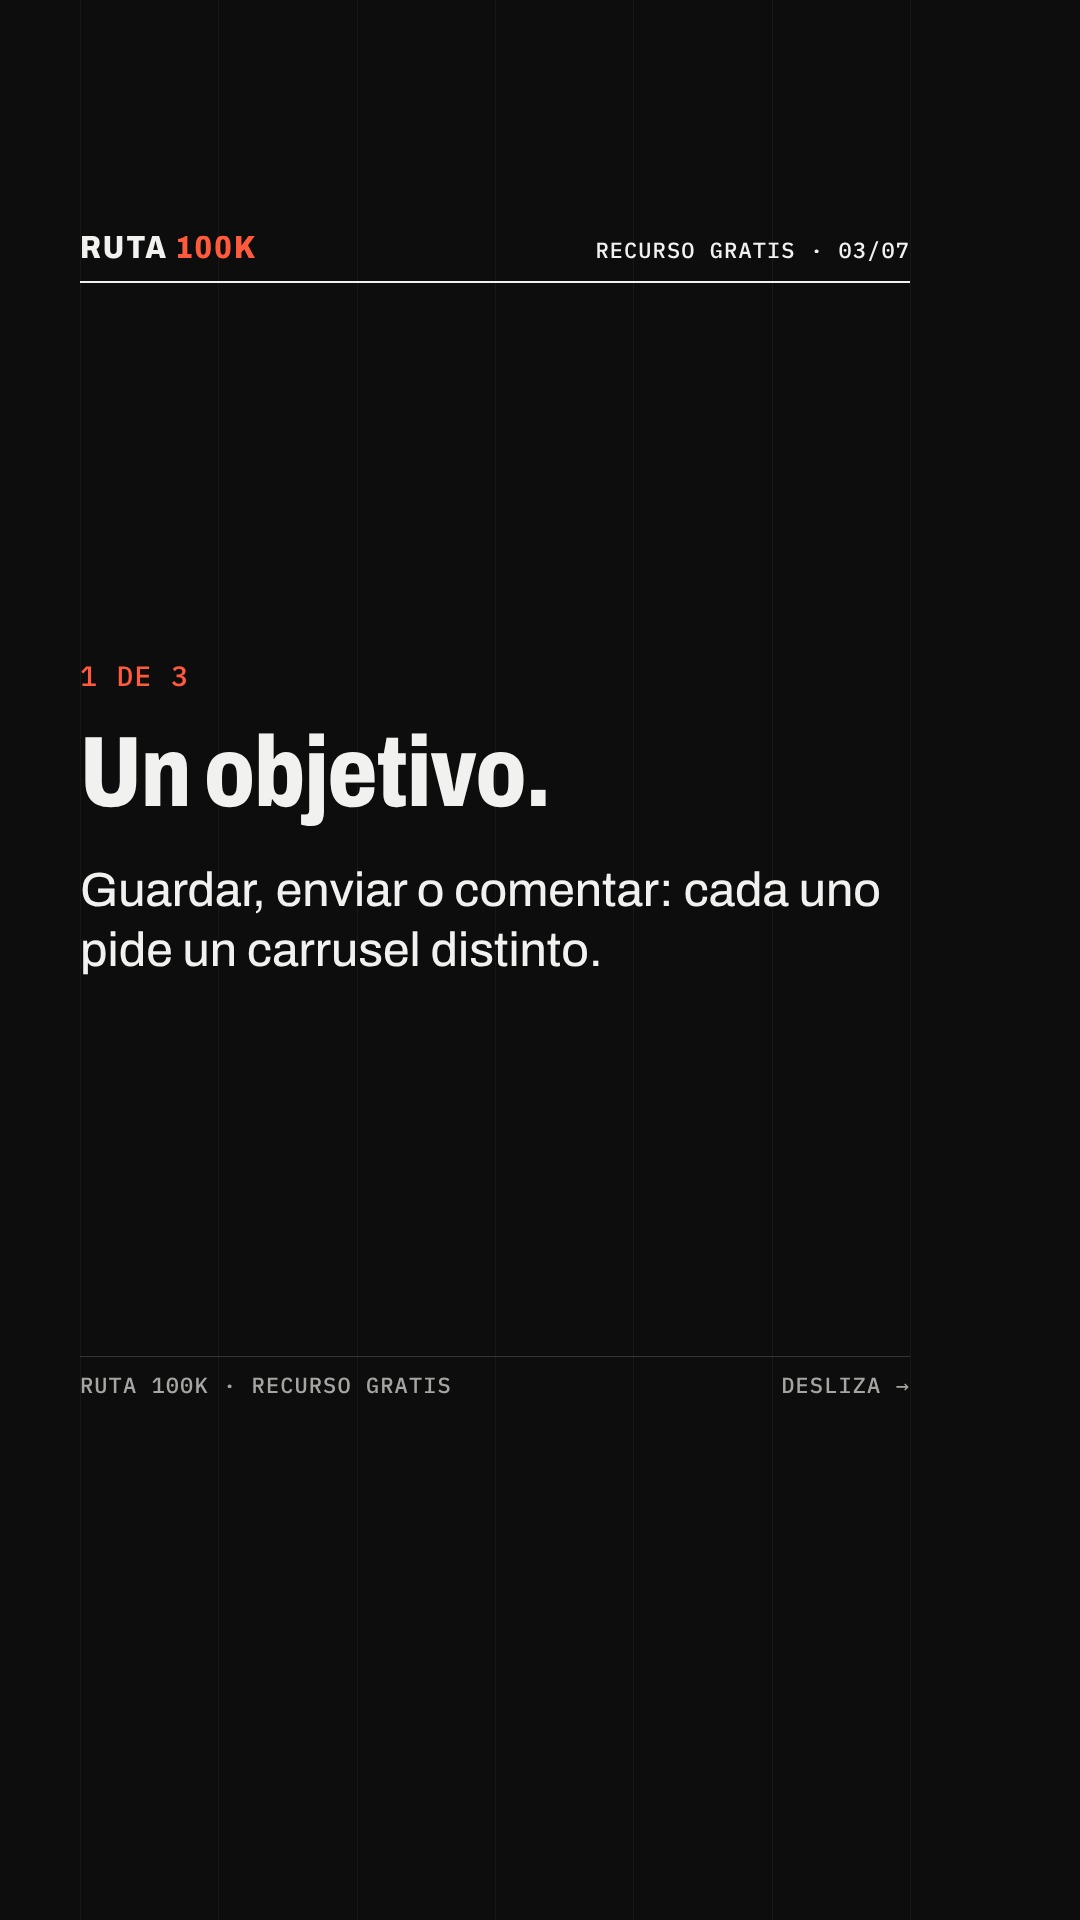 RUTA 100K
RECURSO GRATIS · 03/07
1 DE 3
Un objetivo.
Guardar, enviar o comentar: cada uno
pide un carrusel distinto.
RUTA 100K · RECURSO GRATIS
DESLIZA →